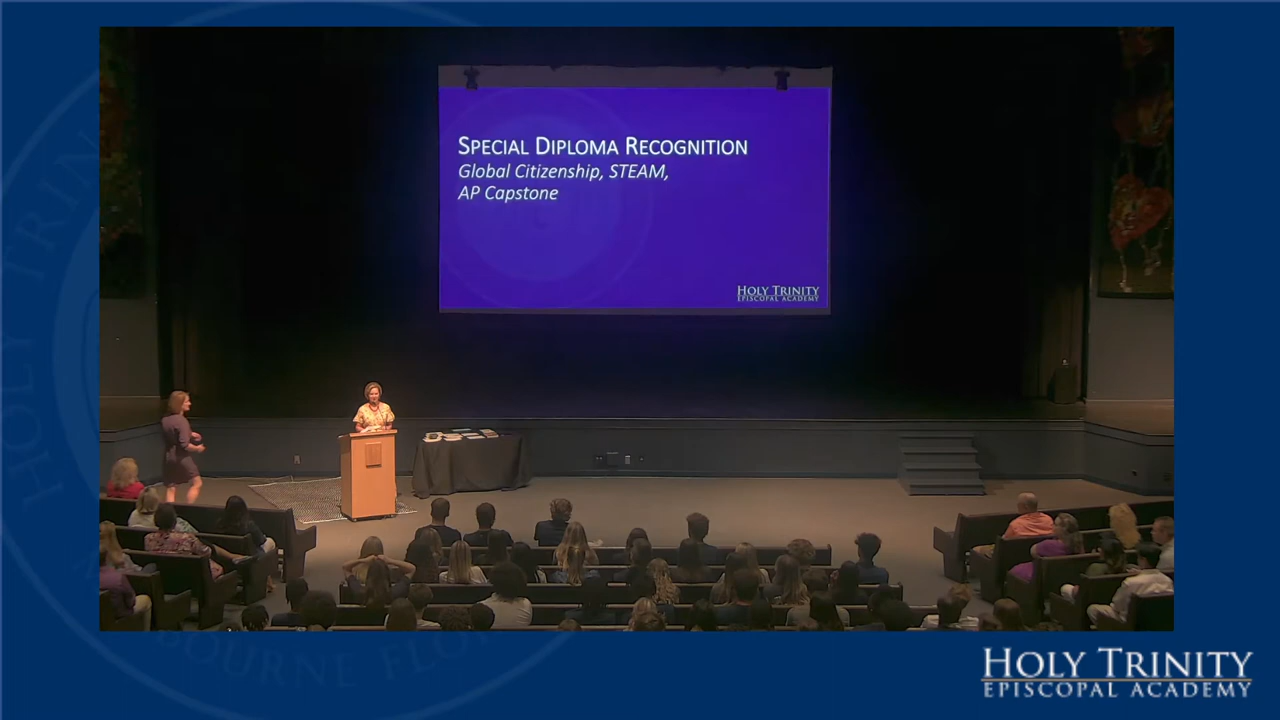 SPECIAL DIPLOMA RECOGNITION
Global Citizenship, STEAM,
AP Capstone
HOLY TRINITY
EPISCOPAL ACADEMY
HOLY TRINITY
EPISCOPAL ACADEMY